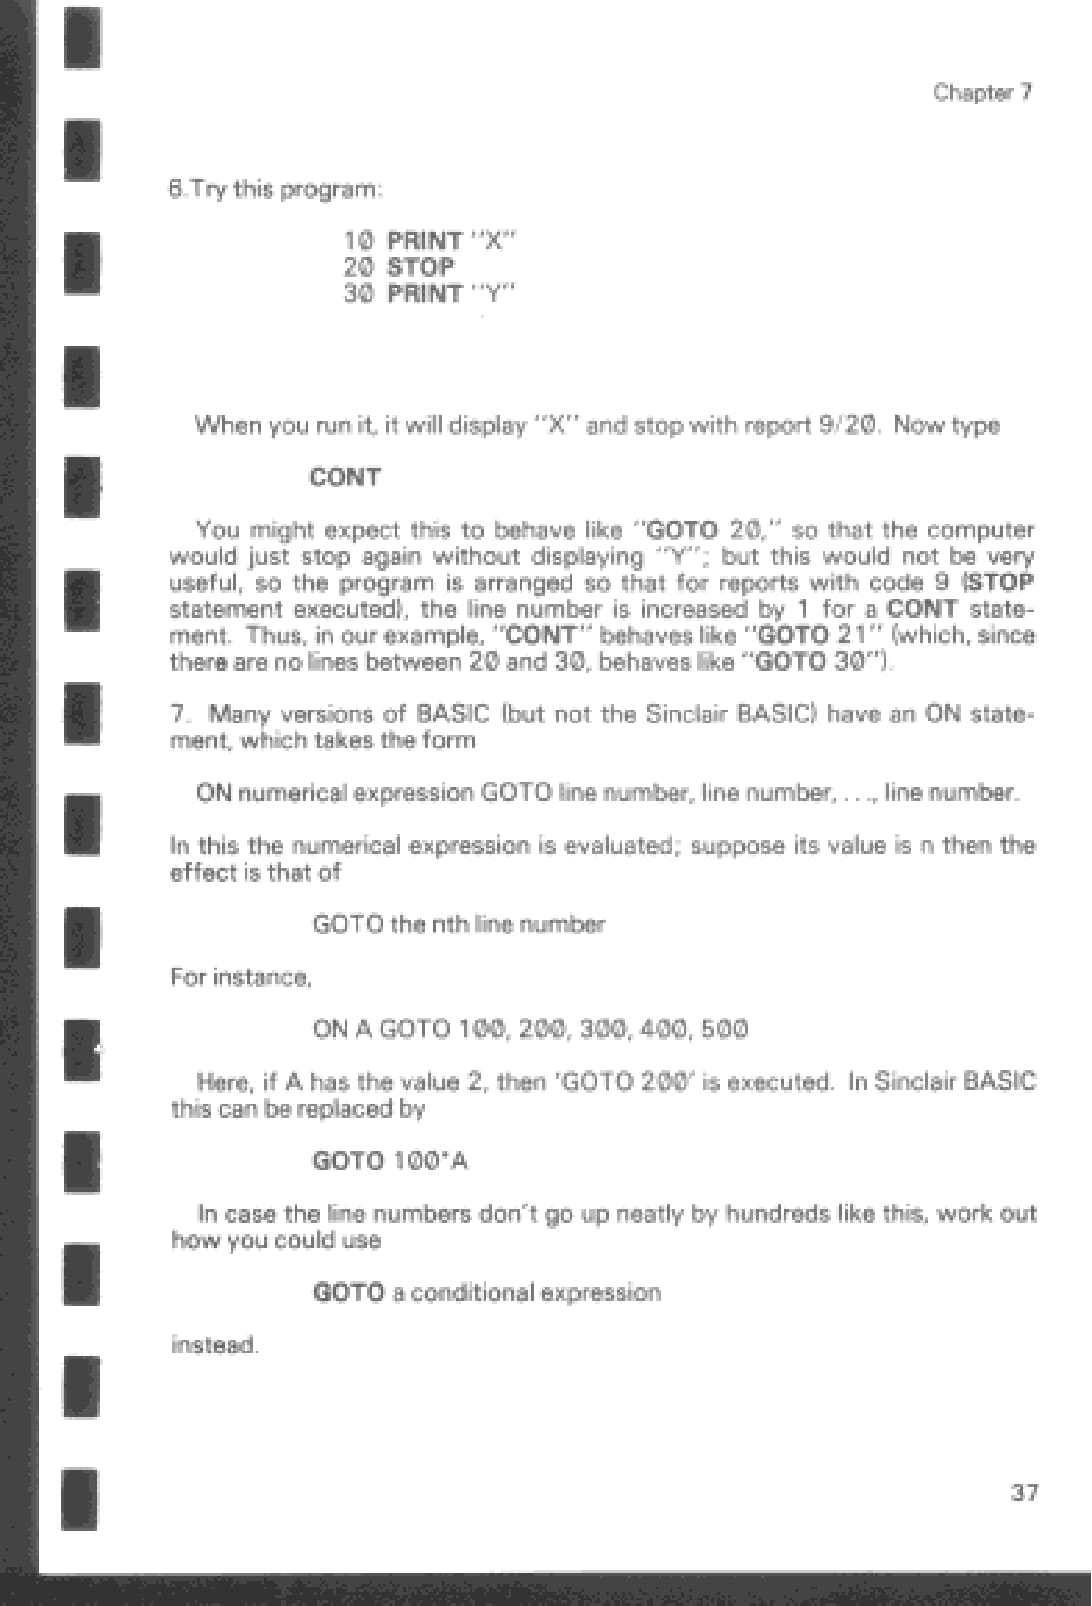 Chapter 7
6.Try this program:
10 PRINT "X"
20 STOP
30 PRINT "Y"
When you run it, it will display "X" and stop with report 9/20. Now type
CONT
You might expect this to behave like "GOTO 20," so that the computer
would just stop again without displaying "Y"; but this would not be very
useful, so the program is arranged so that for reports with code 9 (STOP
statement executed), the line number is increased by 1 for a CONT state-
ment. Thus, in our example, "CONT" behaves like "GOTO 21" (which, since
there are no lines between 20 and 30, behaves like "GOTO 30").
7. Many versions of BASIC (but not the Sinclair BASIC) have an ON state-
ment, which takes the form
ON numerical expression GOTO line number, line number, . . ., line number.
In this the numerical expression is evaluated; suppose its value is n then the
effect is that of
GOTO the nth line number
For instance,
ON A GOTO 100, 200, 300, 400, 500
Here, if A has the value 2, then 'GOTO 200' is executed. In Sinclair BASIC
this can be replaced by
GOTO 100*A
In case the line numbers don't go up neatly by hundreds like this, work out
how you could use
GOTO a conditional expression
instead.
37